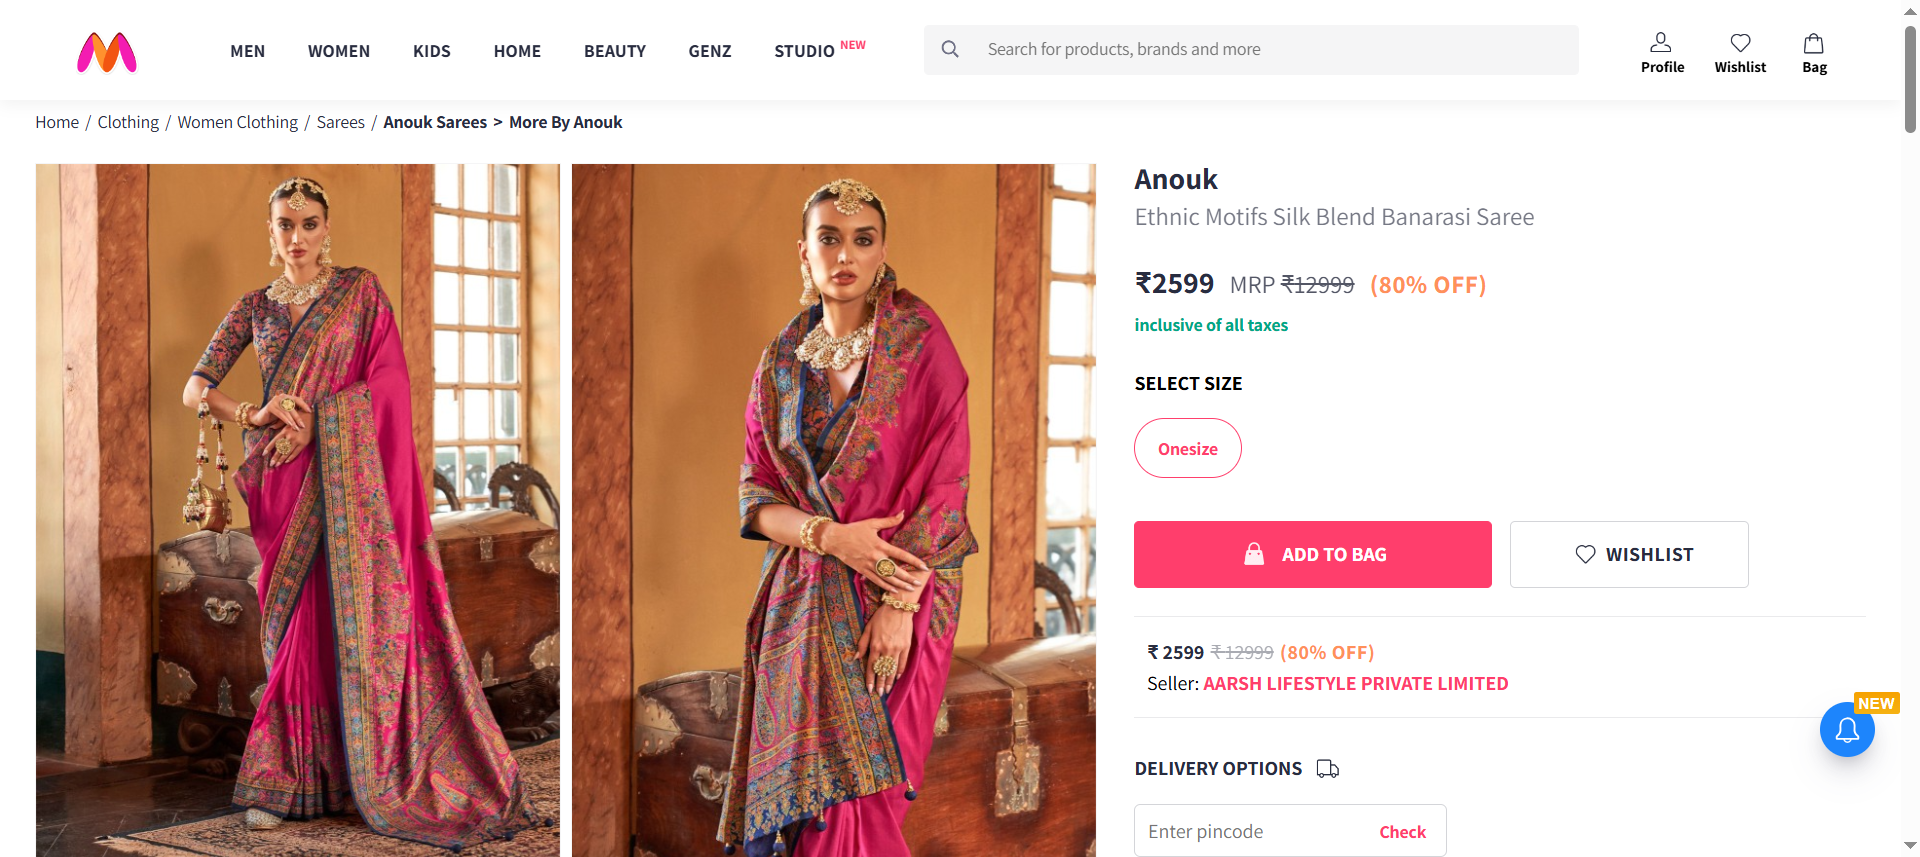 MEN WOMEN KIDS HOME BEAUTY GENZ STUDIO NEW
Search for products, brands and more
Profile Wishlist Bag
Home / Clothing / Women Clothing / Sarees / Anouk Sarees > More By Anouk
Anouk
Ethnic Motifs Silk Blend Banarasi Saree
₹2599 MRP ₹12999 (80% OFF)
inclusive of all taxes
SELECT SIZE
Onesize
ADD TO BAG
WISHLIST
₹ 2599 ₹ 12999 (80% OFF)
Seller: AARSH LIFESTYLE PRIVATE LIMITED
NEW
DELIVERY OPTIONS
Enter pincode Check